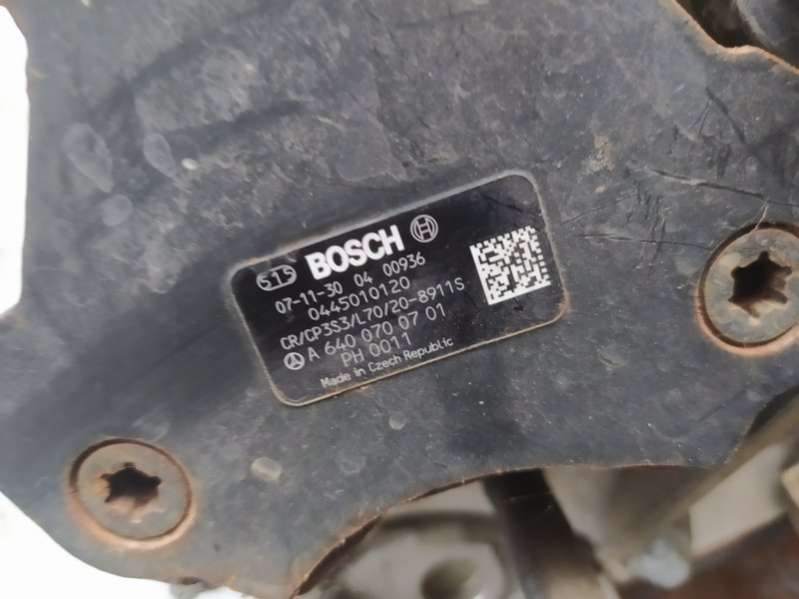 515 BOSCH
07-11-30 04 00936
0445010120
CR/CP3S3/L70/20-8911S
A 640 070 07 01
PH 0011
Made in Czech Republic